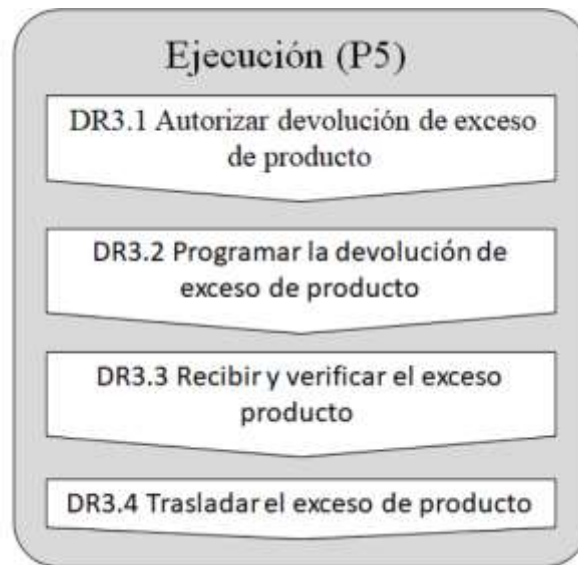 Ejecución (P5)
DR3.1 Autorizar devolución de exceso
de producto
DR3.2 Programar la devolución de
exceso de producto
DR3.3 Recibir y verificar el exceso
producto
DR3.4 Trasladar el exceso de producto